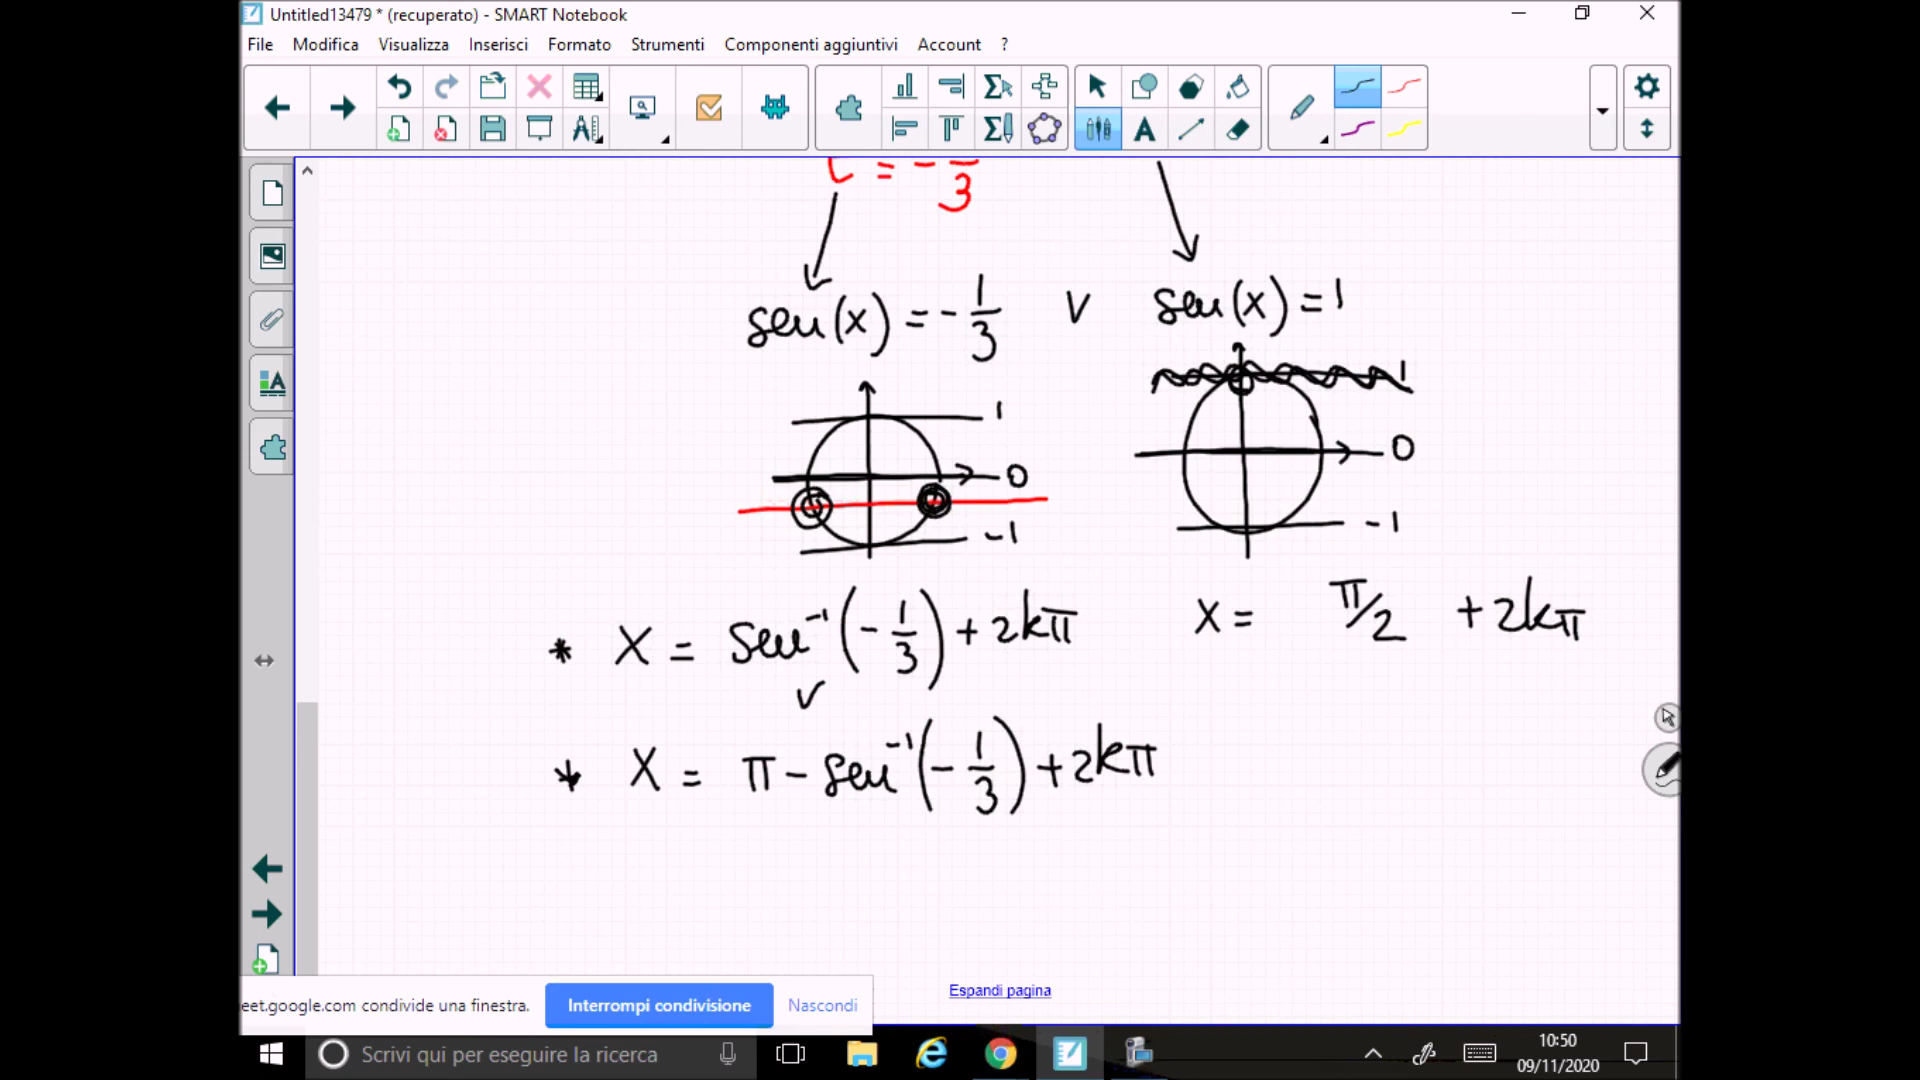 Untitled13479 * (recuperato) - SMART Notebook
File Modifica Visualizza Inserisci Formato Strumenti Componenti aggiuntivi Account ?
= - 3
sen(x) = - 1/3 V sen(x) = 1
1 1
0 0
-1 -1
* X = sen⁻¹(- 1/3) + 2kπ X = π/2 + 2kπ
V
* X = π - sen⁻¹(- 1/3) + 2kπ
Espandi pagina
eet.google.com condivide una finestra. Interrompi condivisione Nascondi
Scrivi qui per eseguire la ricerca
10:50
09/11/2020